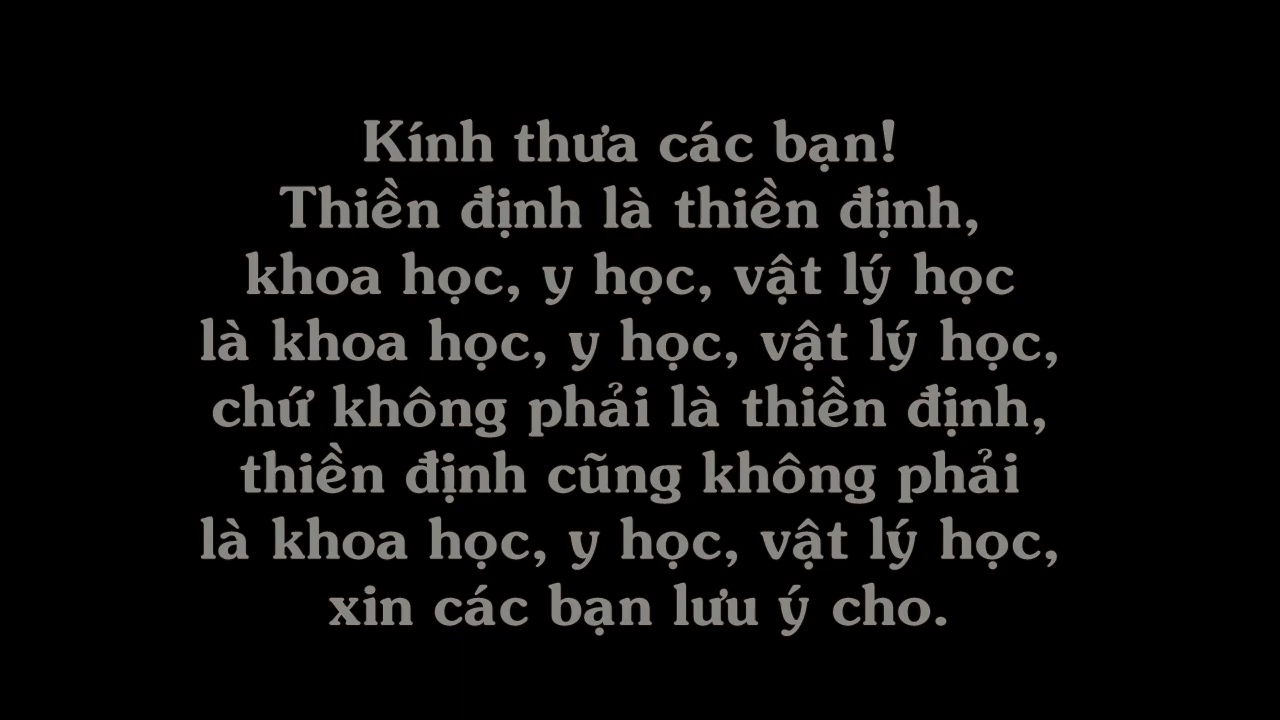 Kính thưa các bạn!
Thiền định là thiền định,
khoa học, y học, vật lý học
là khoa học, y học, vật lý học,
chứ không phải là thiền định,
thiền định cũng không phải
là khoa học, y học, vật lý học,
xin các bạn lưu ý cho.